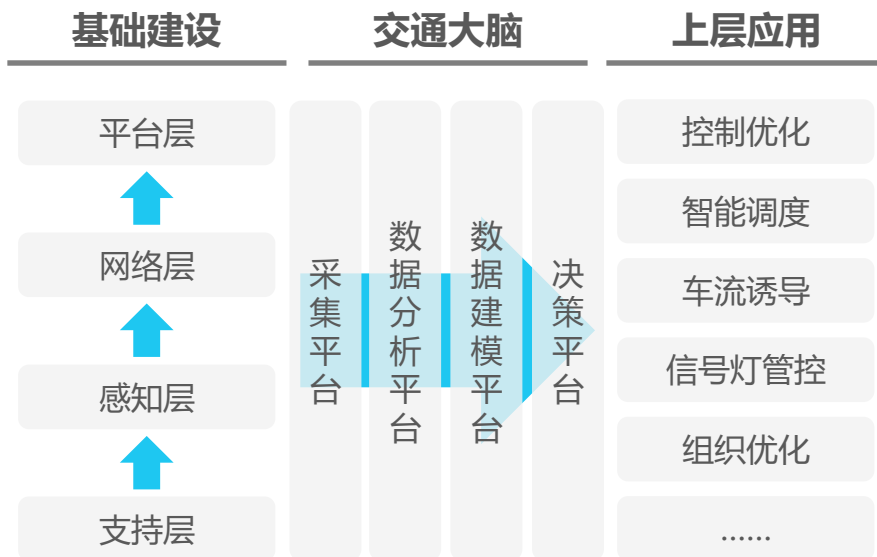 基础建设
平台层
网络层
感知层
支持层
交通大脑
采集平台
数据分析平台
数据建模平台
决策平台
上层应用
控制优化
智能调度
车流诱导
信号灯管控
组织优化
......